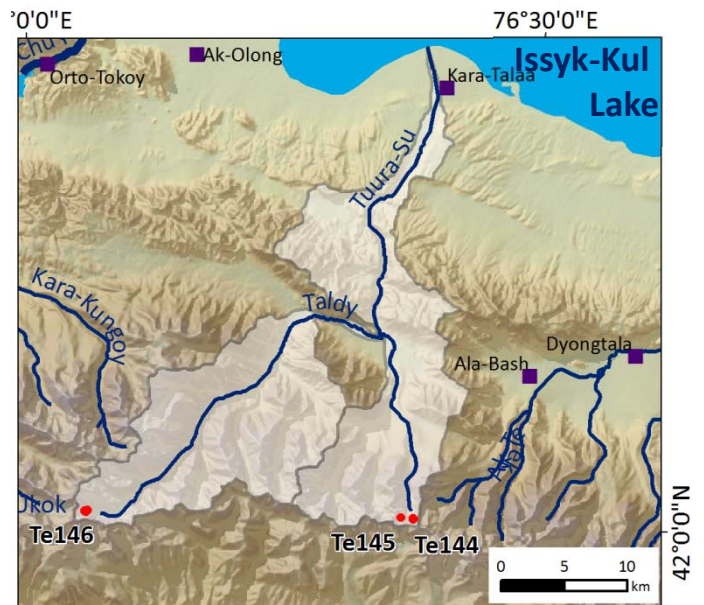 0'0"E
76°30'0"E
Chu
Ak-Olong
Orto-Tokoy
Issyk-Kul
Lake
Kara-Talaa
Tuura-Su
Kara-Kungoy
Taldy
Dyongtala
Ala-Bash
Ukok
Te146
Te145
Te144
42°0'0"N
0 5 10
km